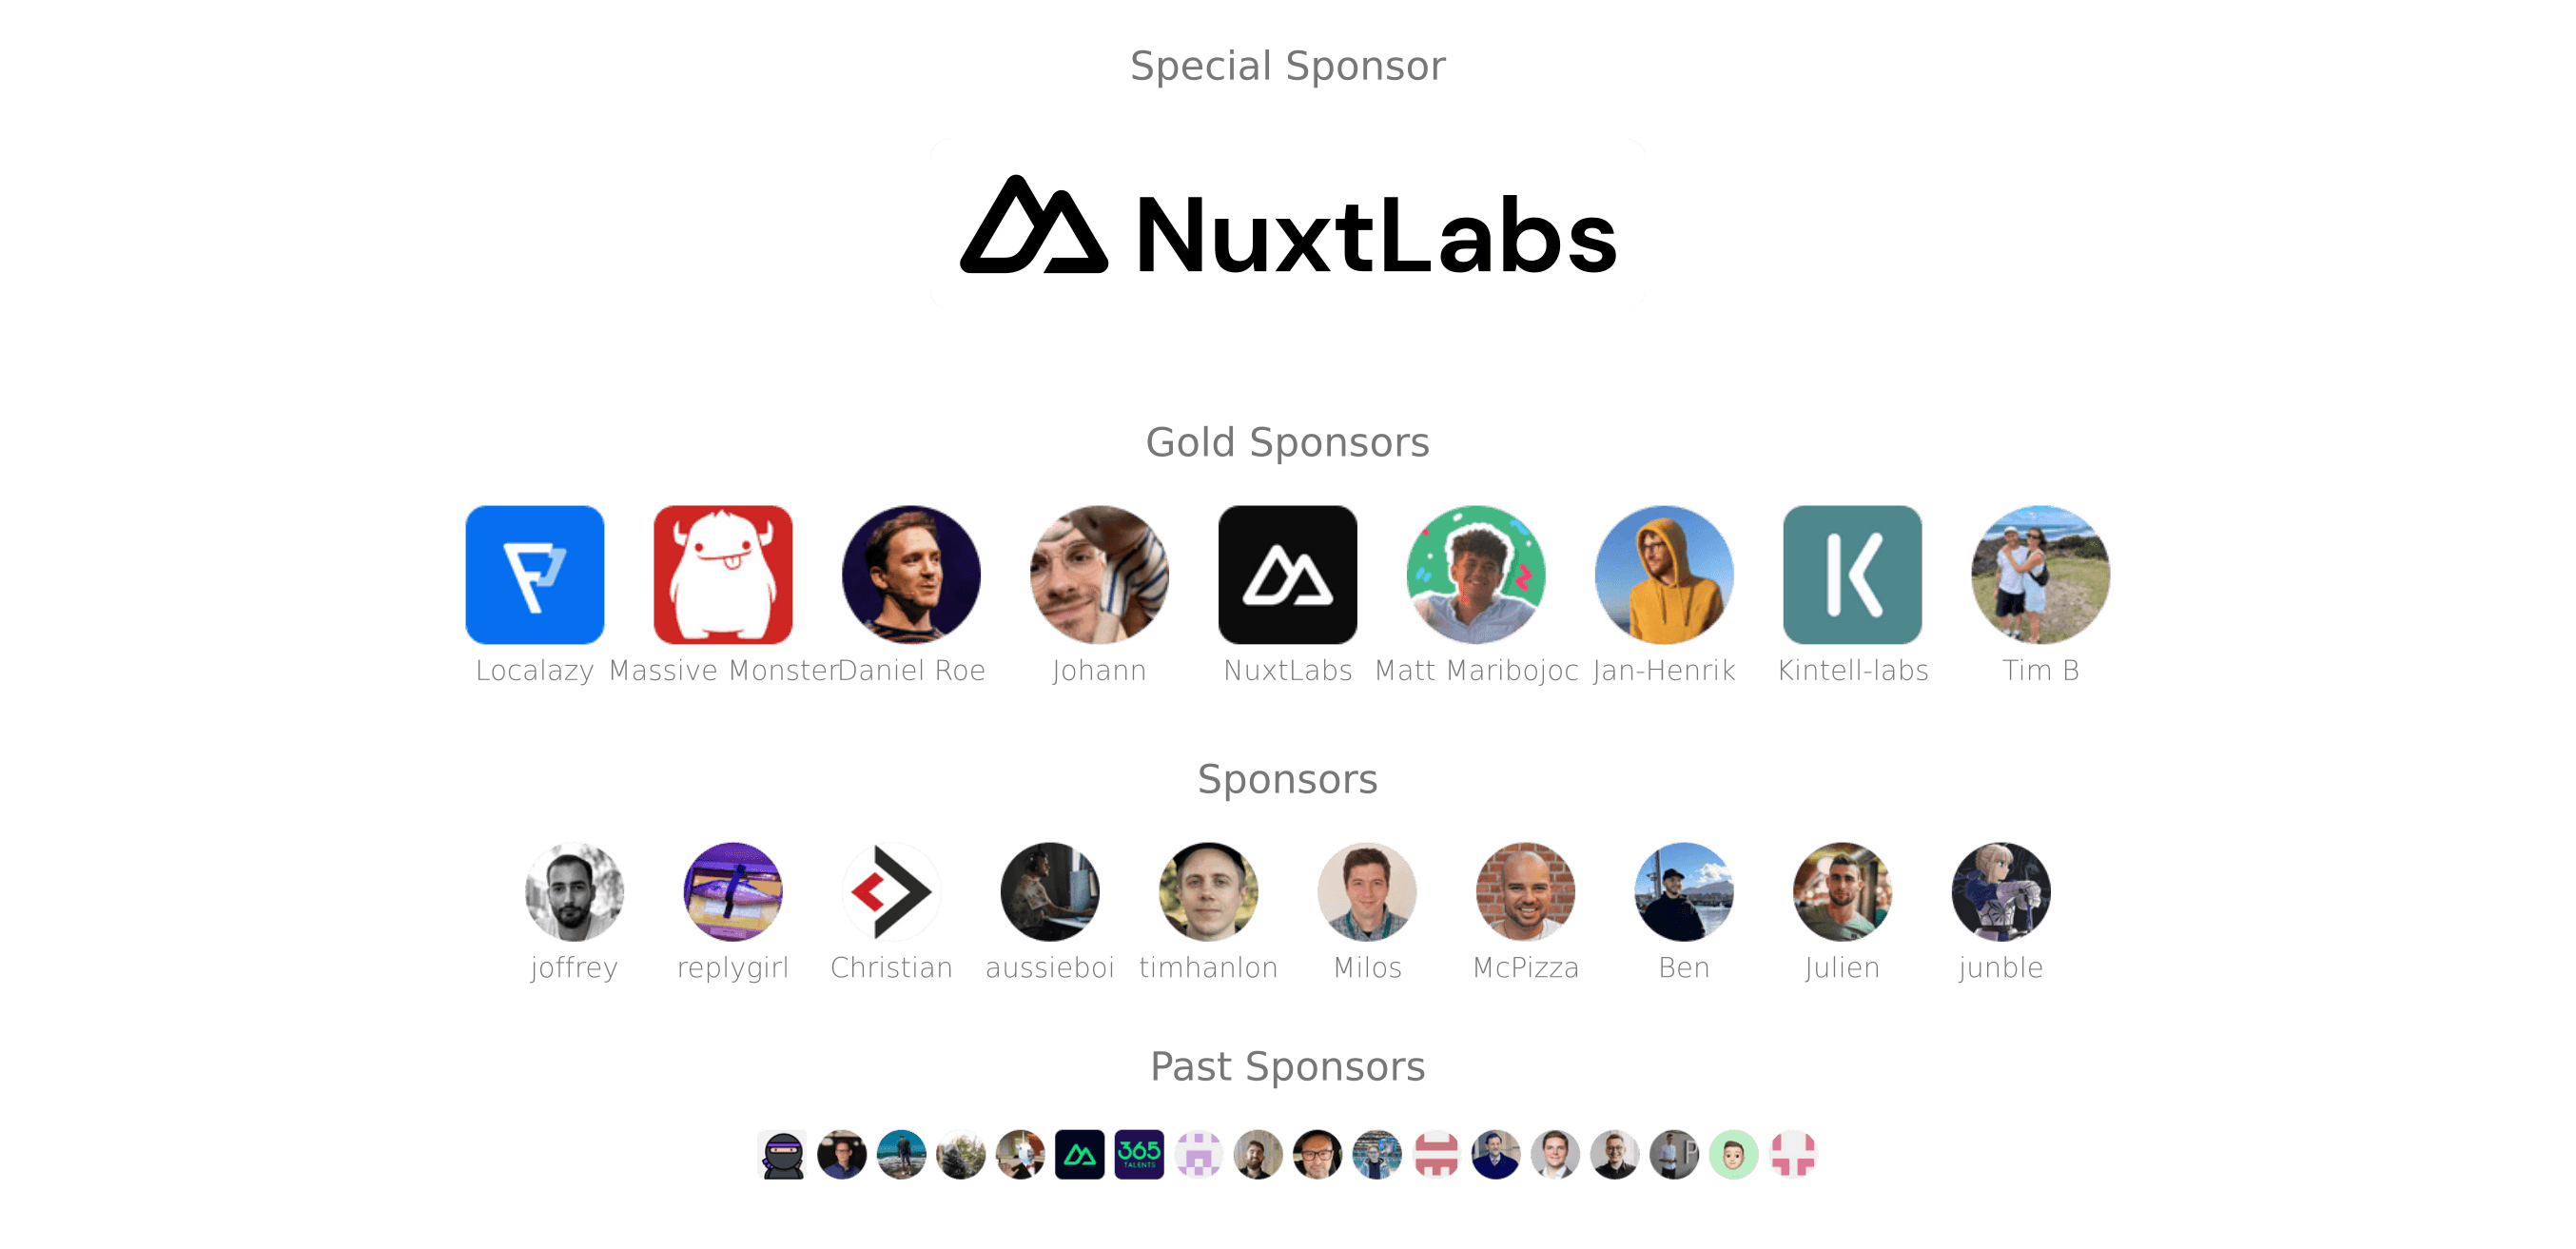 Special Sponsor
NuxtLabs
Gold Sponsors
Localazy Massive Monster Daniel Roe Johann NuxtLabs Matt Maribojoc Jan-Henrik Kintell-labs Tim B
Sponsors
joffrey replygirl Christian aussieboi timhanlon Milos McPizza Ben Julien junble
Past Sponsors
365
TALENTS